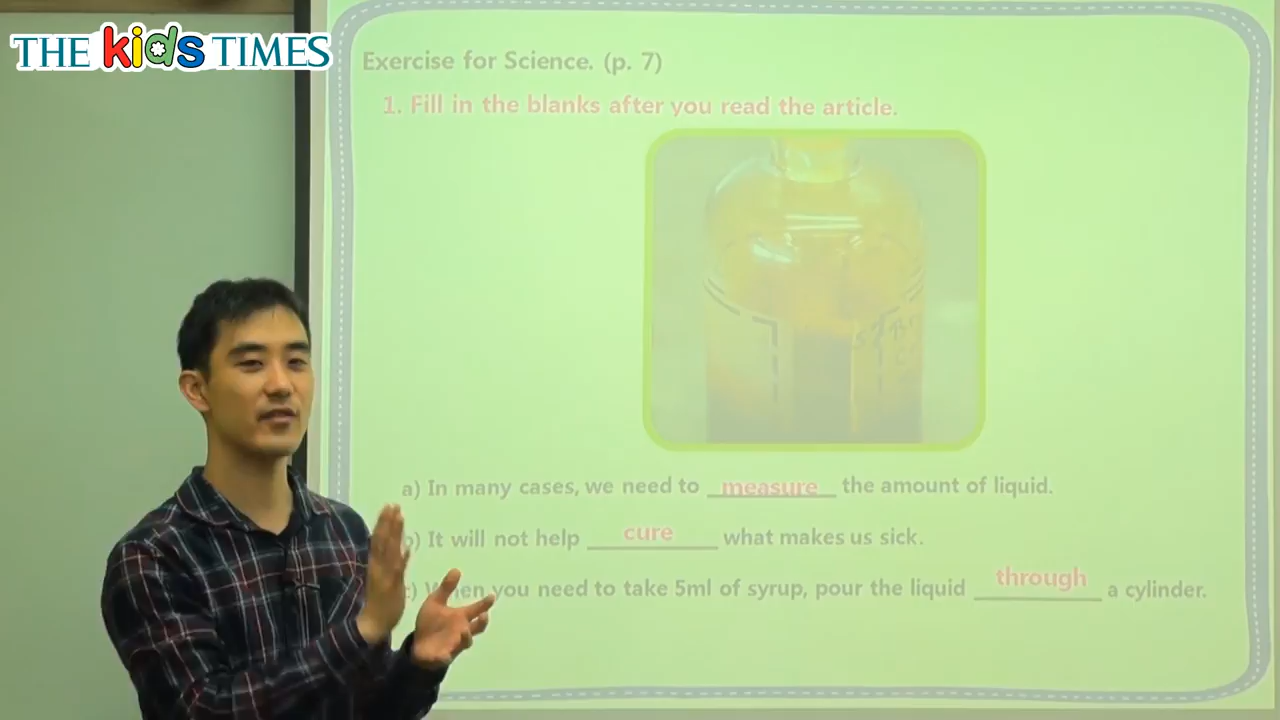 THE kids TIMES
Exercise for Science. (p. 7)
1. Fill in the blanks after you read the article.
a) In many cases, we need to measure the amount of liquid.
b) It will not help cure what makes us sick.
c) When you need to take 5ml of syrup, pour the liquid through a cylinder.